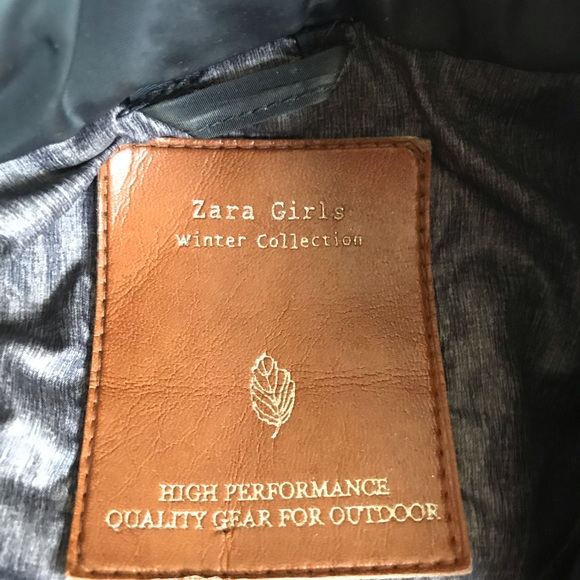 Zara Girls
Winter Collection
HIGH PERFORMANCE
QUALITY GEAR FOR OUTDOOR